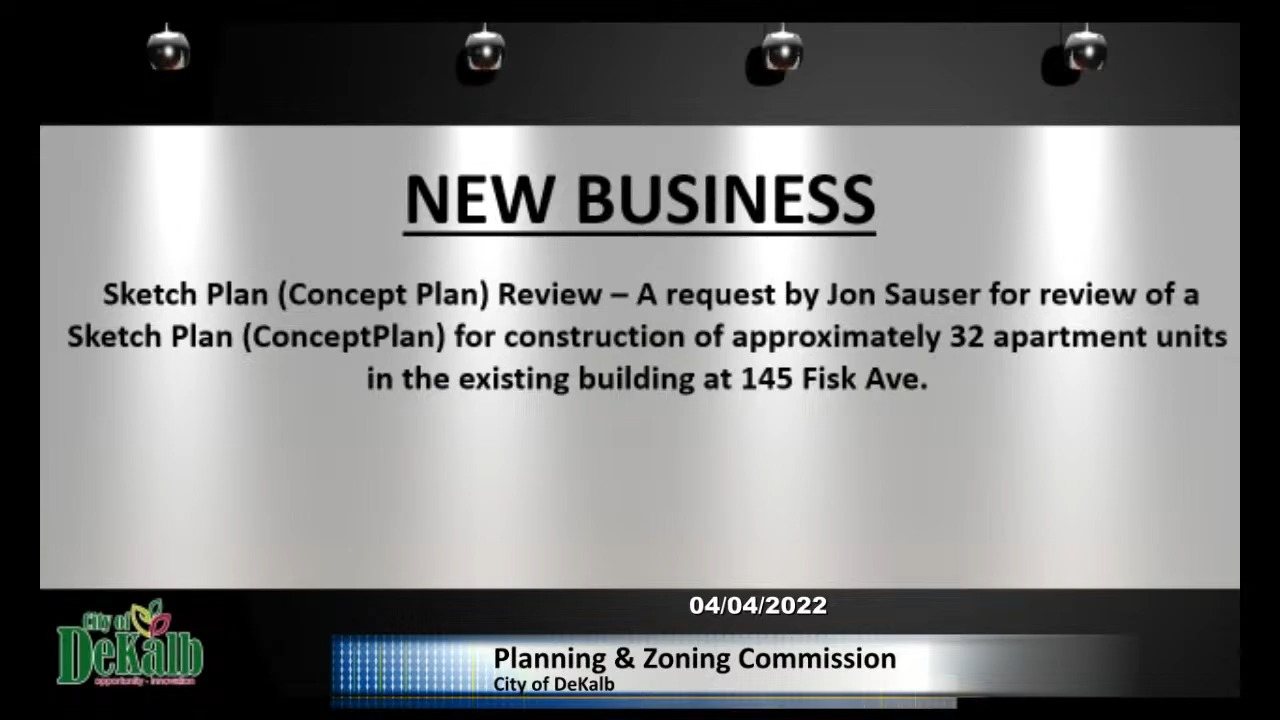 NEW BUSINESS
Sketch Plan (Concept Plan) Review – A request by Jon Sauser for review of a
Sketch Plan (ConceptPlan) for construction of approximately 32 apartment units
in the existing building at 145 Fisk Ave.
04/04/2022
City of
DeKalb
opportunity · innovation
Planning & Zoning Commission
City of DeKalb